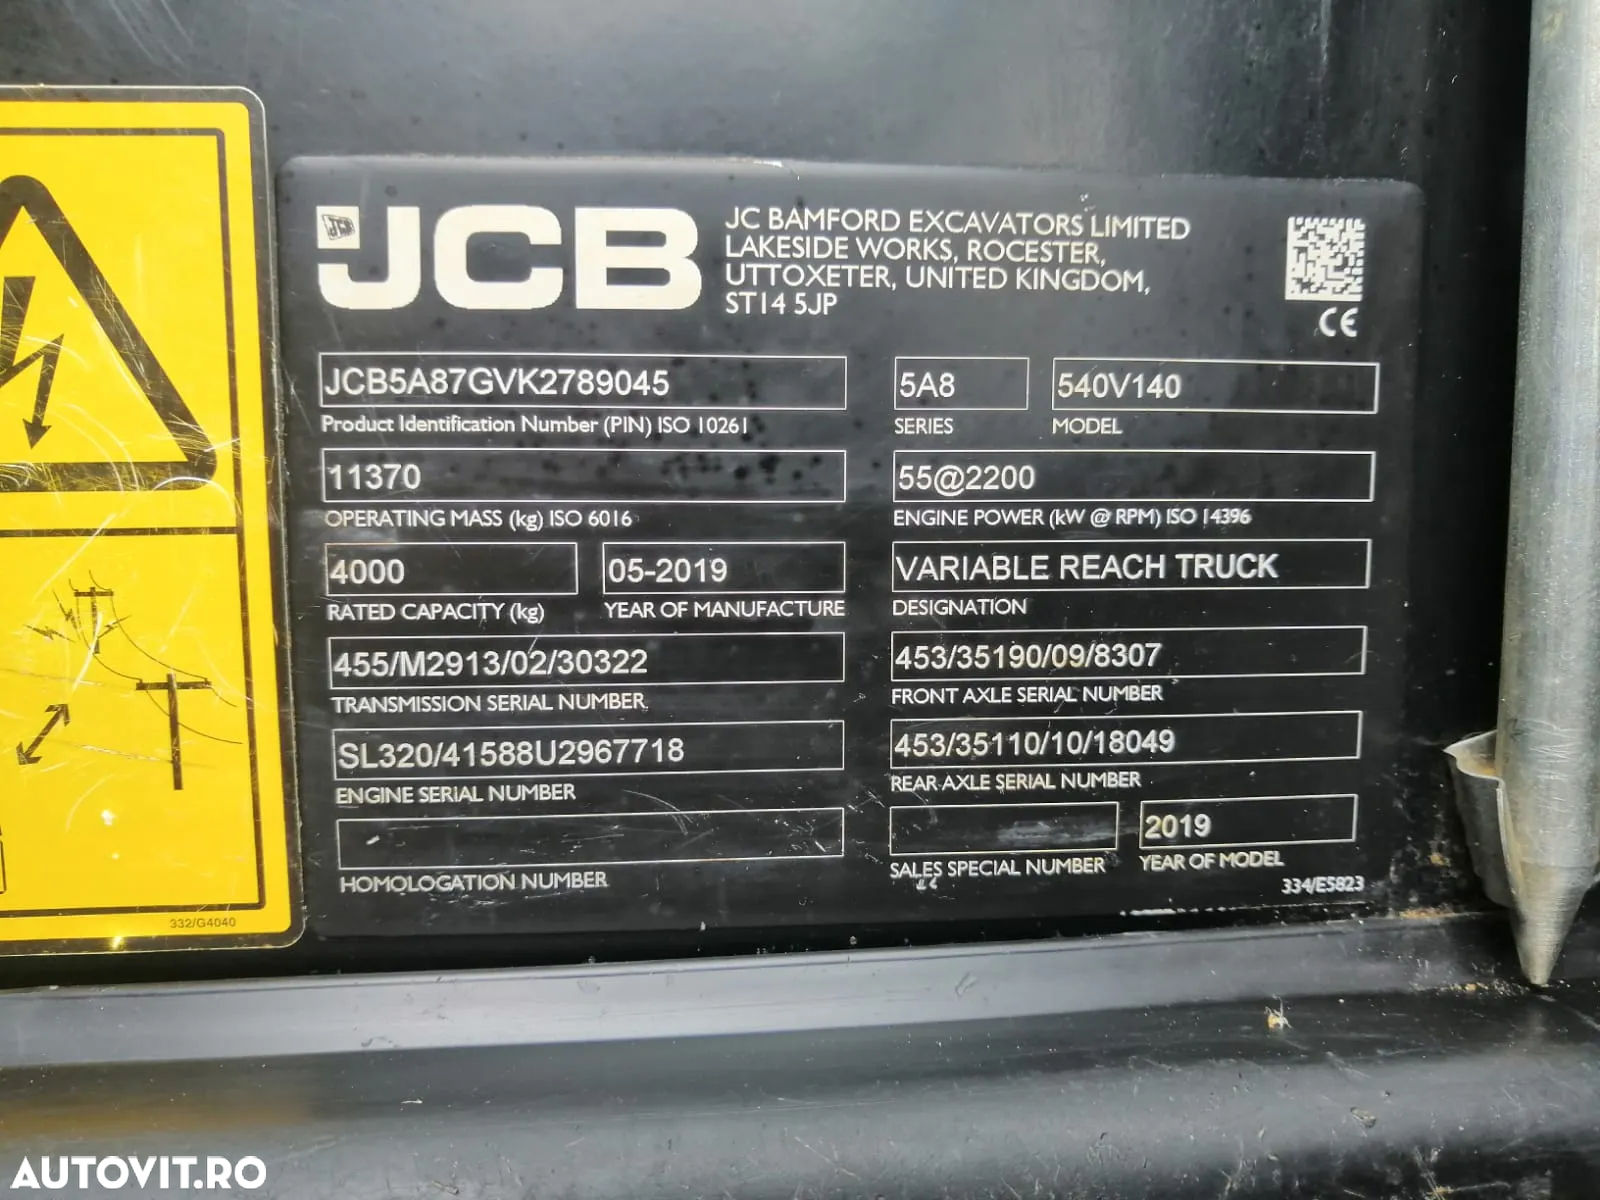 JCB
JC BAMFORD EXCAVATORS LIMITED
LAKESIDE WORKS, ROCESTER,
UTTOXETER, UNITED KINGDOM,
ST14 5JP
CE
JCB5A87GVK2789045
Product Identification Number (PIN) ISO 10261
5A8
SERIES
540V140
MODEL
11370
OPERATING MASS (kg) ISO 6016
55@2200
ENGINE POWER (kW @ RPM) ISO 14396
4000
RATED CAPACITY (kg)
05-2019
YEAR OF MANUFACTURE
VARIABLE REACH TRUCK
DESIGNATION
455/M2913/02/30322
TRANSMISSION SERIAL NUMBER
453/35190/09/8307
FRONT AXLE SERIAL NUMBER
SL320/41588U2967718
ENGINE SERIAL NUMBER
453/35110/10/18049
REAR AXLE SERIAL NUMBER
HOMOLOGATION NUMBER
SALES SPECIAL NUMBER
2019
YEAR OF MODEL
334/E5823
332/G4040
AUTOVIT.RO